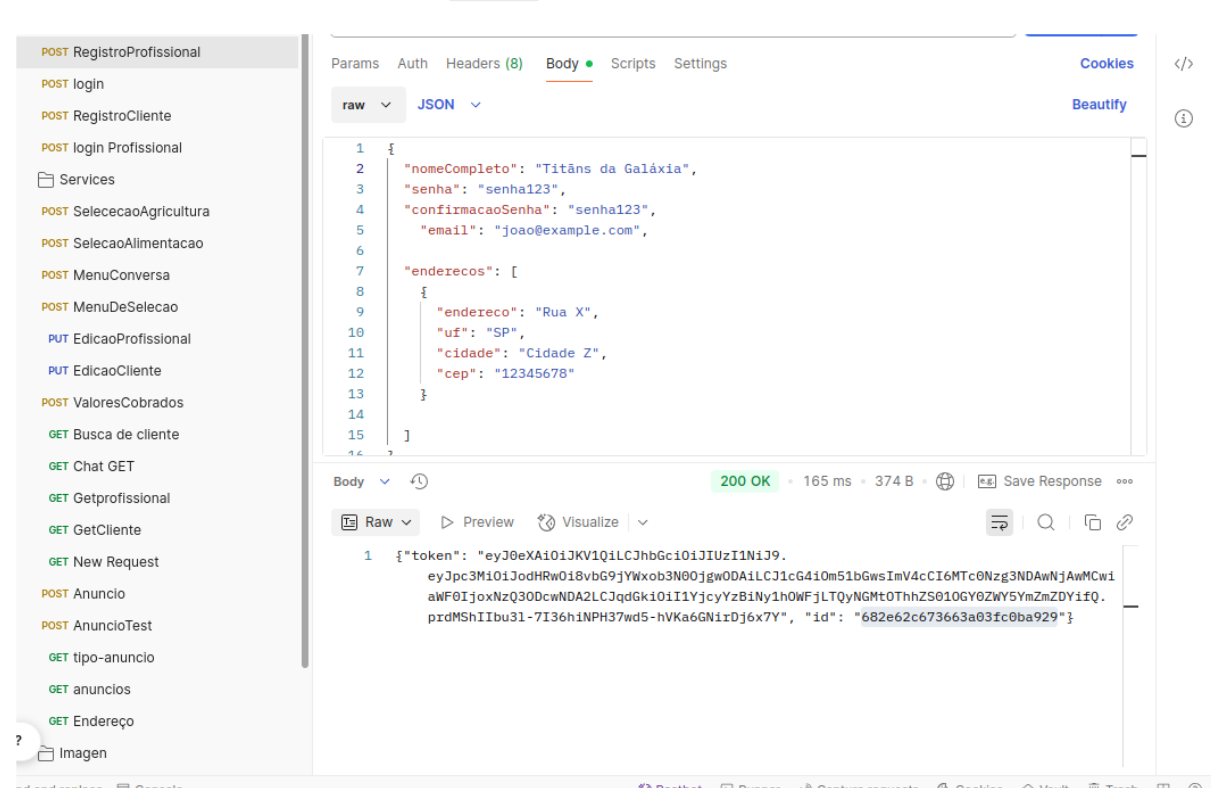 POST RegistroProfissional
POST login
POST RegistroCliente
POST login Profissional
Services
POST SelececaoAgricultura
POST SelecaoAlimentacao
POST MenuConversa
POST MenuDeSelecao
PUT EdicaoProfissional
PUT EdicaoCliente
POST ValoresCobrados
GET Busca de cliente
GET Chat GET
GET Getprofissional
GET GetCliente
GET New Request
POST Anuncio
POST AnuncioTest
GET tipo-anuncio
GET anuncios
GET Endereço
?
Imagen
Params Auth Headers (8) Body Scripts Settings Cookies
raw JSON Beautify
1 {
2 "nomeCompleto": "Titãns da Galáxia",
3 "senha": "senha123",
4 "confirmacaoSenha": "senha123",
5 "email": "joao@example.com",
6
7 "enderecos": [
8 {
9 "endereco": "Rua X",
10 "uf": "SP",
11 "cidade": "Cidade Z",
12 "cep": "12345678"
13 }
14
15 ]
16 }
Body 200 OK 165 ms 374 B e.g. Save Response
Raw Preview Visualize
1 {"token": "eyJ0eXAiOiJKV1QiLCJhbGciOiJIUzI1NiJ9.
eyJpc3MiOiJodHRwOi8vbG9jYWxob3N0OjgwODAiLCJ1cG4iOm51bGwsImV4cCI6MTc0Nzg3NDAwNjAwMCwi
aWF0IjoxNzQ3ODcwNDA2LCJqdGkiOiI1YjcyYzBiNy1hOWFjLTQyNGMtOThhZS01OGY0ZWY5YmZmZDYifQ.
prdMShIIbu3l-7I36hiNPH37wd5-hVKa6GNirDj6x7Y", "id": "682e62c673663a03fc0ba929"}